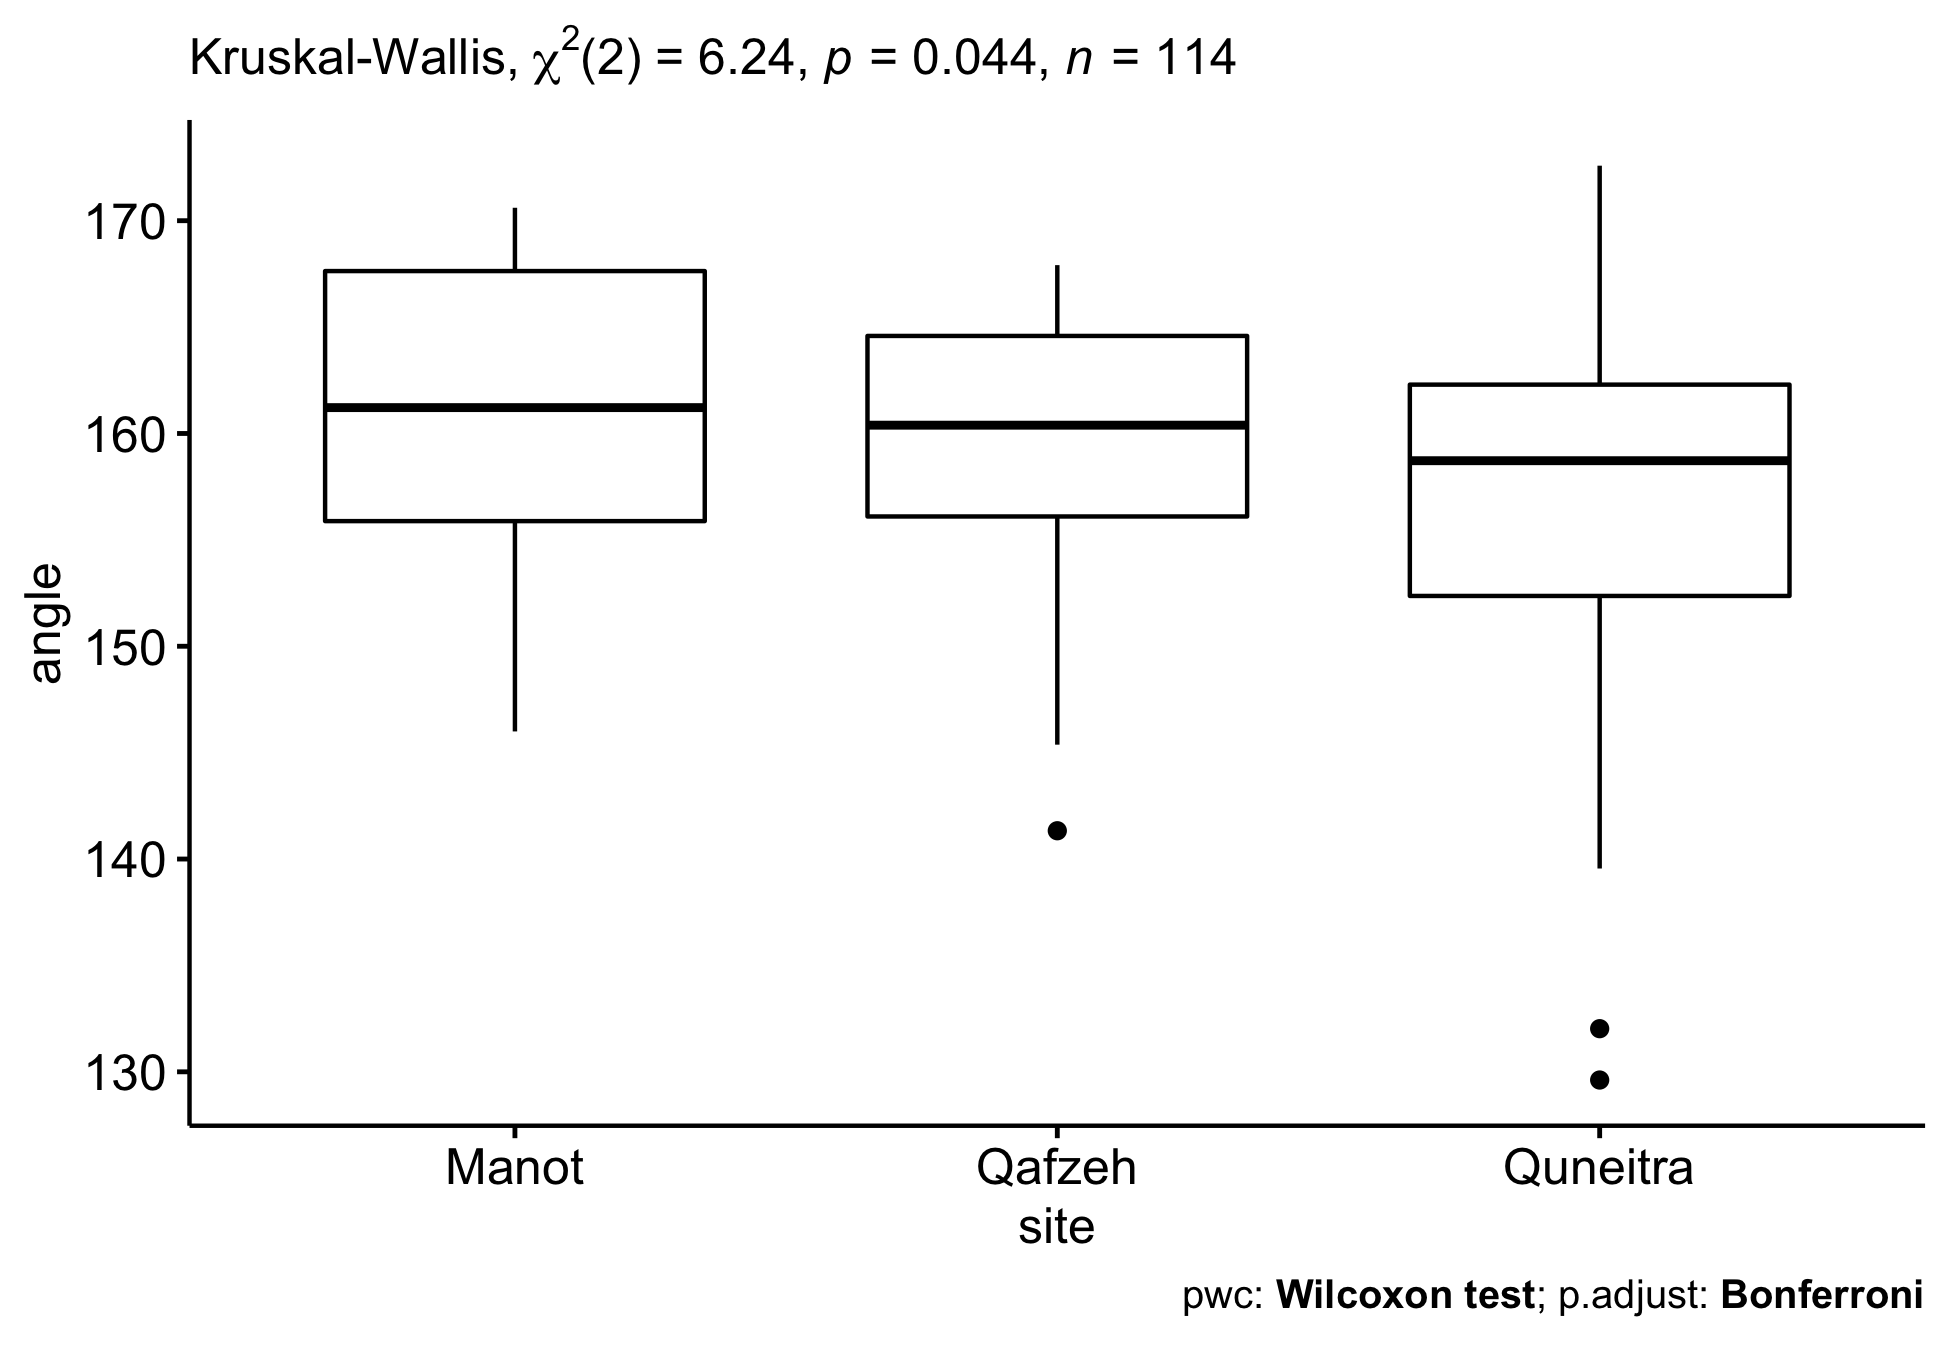 Kruskal-Wallis, χ²(2) = 6.24, p = 0.044, n = 114
170
160
150
140
130
angle
Manot Qafzeh Quneitra
site
pwc: Wilcoxon test; p.adjust: Bonferroni